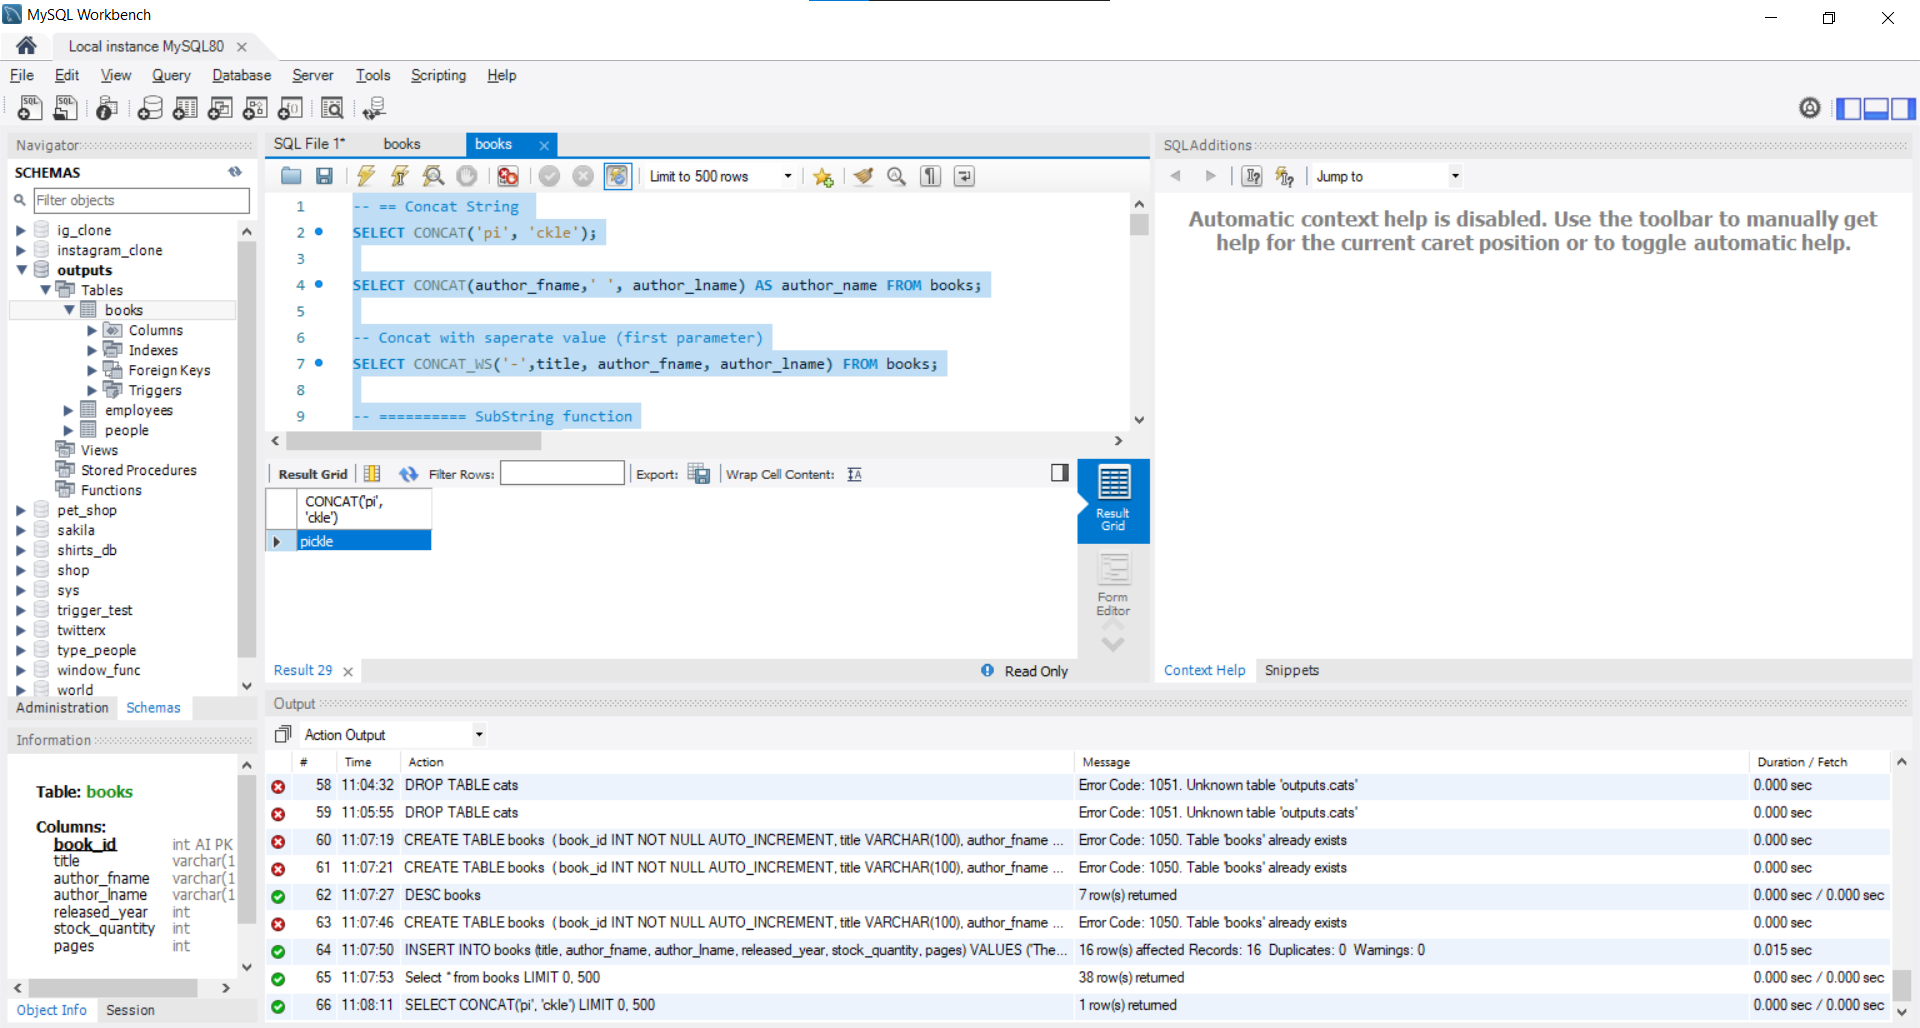 MySQL Workbench
Local instance MySQL80
File Edit View Query Database Server Tools Scripting Help
Navigator
SCHEMAS
Filter objects
ig_clone
instagram_clone
outputs
Tables
books
Columns
Indexes
Foreign Keys
Triggers
employees
people
Views
Stored Procedures
Functions
pet_shop
sakila
shirts_db
shop
sys
trigger_test
twitterx
type_people
window_func
world
Administration Schemas
Information
Table: books
Columns:
book_id int AI PK
title varchar(1
author_fname varchar(1
author_lname varchar(1
released_year int
stock_quantity int
pages int
Object Info Session
SQL File 1* books books
Limit to 500 rows
1 -- == Concat String
2 SELECT CONCAT('pi', 'ckle');
3
4 SELECT CONCAT(author_fname,' ', author_lname) AS author_name FROM books;
5
6 -- Concat with saperate value (first parameter)
7 SELECT CONCAT_WS('-',title, author_fname, author_lname) FROM books;
8
9 -- ========== SubString function
Result Grid Filter Rows: Export: Wrap Cell Content:
CONCAT('pi',
'ckle')
pickle
Result
Grid
Form
Editor
Result 29 Read Only
SQLAdditions
Jump to
Automatic context help is disabled. Use the toolbar to manually get
help for the current caret position or to toggle automatic help.
Context Help Snippets
Output
Action Output
# Time Action Message Duration / Fetch
58 11:04:32 DROP TABLE cats Error Code: 1051. Unknown table 'outputs.cats' 0.000 sec
59 11:05:55 DROP TABLE cats Error Code: 1051. Unknown table 'outputs.cats' 0.000 sec
60 11:07:19 CREATE TABLE books ( book_id INT NOT NULL AUTO_INCREMENT, title VARCHAR(100), author_fname ... Error Code: 1050. Table 'books' already exists 0.000 sec
61 11:07:21 CREATE TABLE books ( book_id INT NOT NULL AUTO_INCREMENT, title VARCHAR(100), author_fname ... Error Code: 1050. Table 'books' already exists 0.000 sec
62 11:07:27 DESC books 7 row(s) returned 0.000 sec / 0.000 sec
63 11:07:46 CREATE TABLE books ( book_id INT NOT NULL AUTO_INCREMENT, title VARCHAR(100), author_fname ... Error Code: 1050. Table 'books' already exists 0.000 sec
64 11:07:50 INSERT INTO books (title, author_fname, author_lname, released_year, stock_quantity, pages) VALUES ('The... 16 row(s) affected Records: 16 Duplicates: 0 Warnings: 0 0.015 sec
65 11:07:53 Select * from books LIMIT 0, 500 38 row(s) returned 0.000 sec / 0.000 sec
66 11:08:11 SELECT CONCAT('pi', 'ckle') LIMIT 0, 500 1 row(s) returned 0.000 sec / 0.000 sec